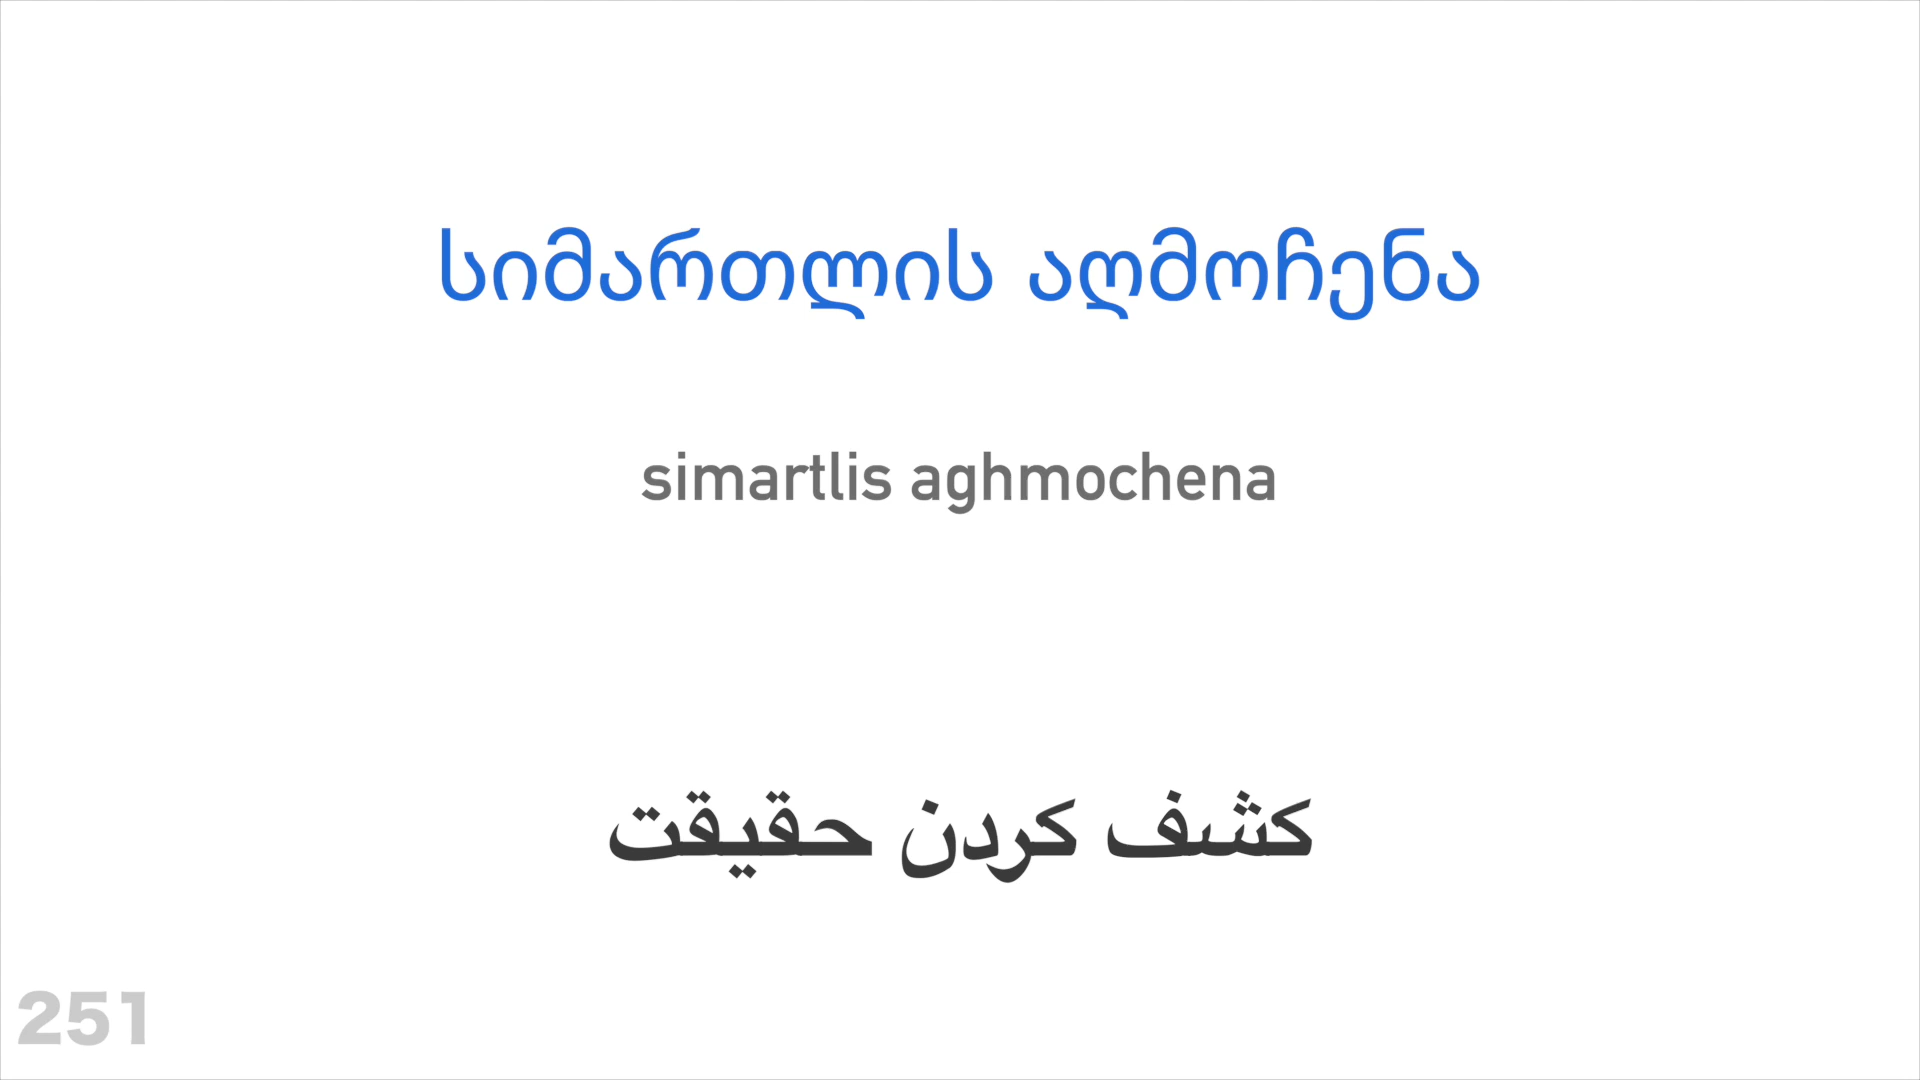 სიმართლის აღმოჩენა
simartlis aghmochena
کشف کردن حقیقت
251